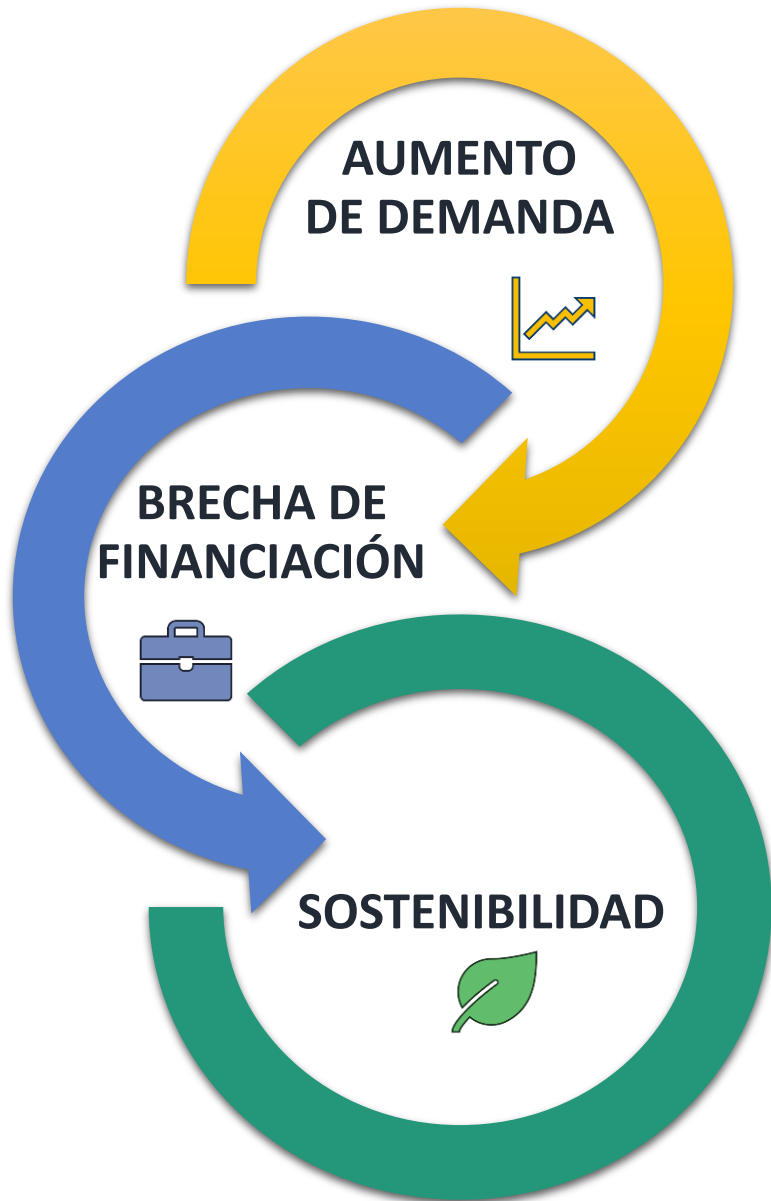 AUMENTO
DE DEMANDA
BRECHA DE
FINANCIACIÓN
SOSTENIBILIDAD